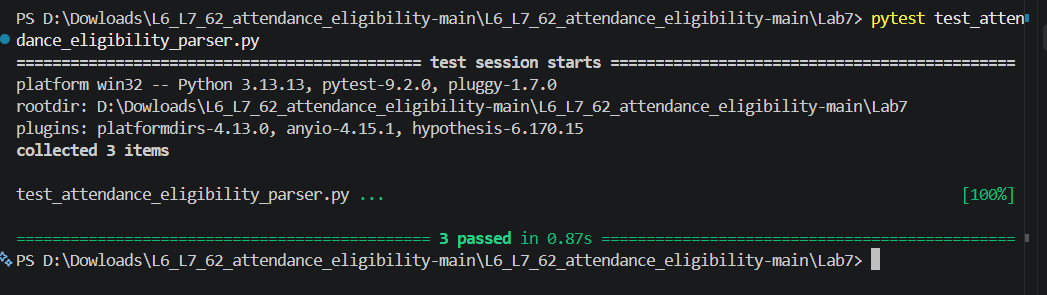 PS D:\Dowloads\L6_L7_62_attendance_eligibility-main\L6_L7_62_attendance_eligibility-main\Lab7> pytest test_atten
dance_eligibility_parser.py
============================================= test session starts ==============================================
platform win32 -- Python 3.13.13, pytest-9.2.0, pluggy-1.7.0
rootdir: D:\Dowloads\L6_L7_62_attendance_eligibility-main\L6_L7_62_attendance_eligibility-main\Lab7
plugins: platformdirs-4.13.0, anyio-4.15.1, hypothesis-6.170.15
collected 3 items
test_attendance_eligibility_parser.py ... [100%]
============================================== 3 passed in 0.87s ==============================================
PS D:\Dowloads\L6_L7_62_attendance_eligibility-main\L6_L7_62_attendance_eligibility-main\Lab7>